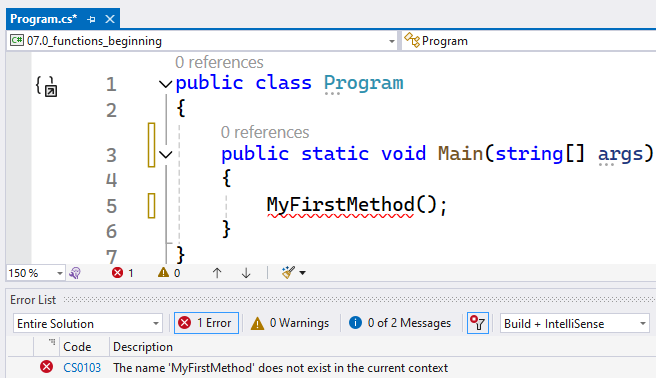 Program.cs*
07.0_functions_beginning Program
0 references
1 public class Program
2 {
0 references
3 public static void Main(string[] args)
4 {
5 MyFirstMethod();
6 }
7 }
150 % 1 0
Error List
Entire Solution 1 Error 0 Warnings 0 of 2 Messages Build + IntelliSense
Code Description
CS0103 The name 'MyFirstMethod' does not exist in the current context